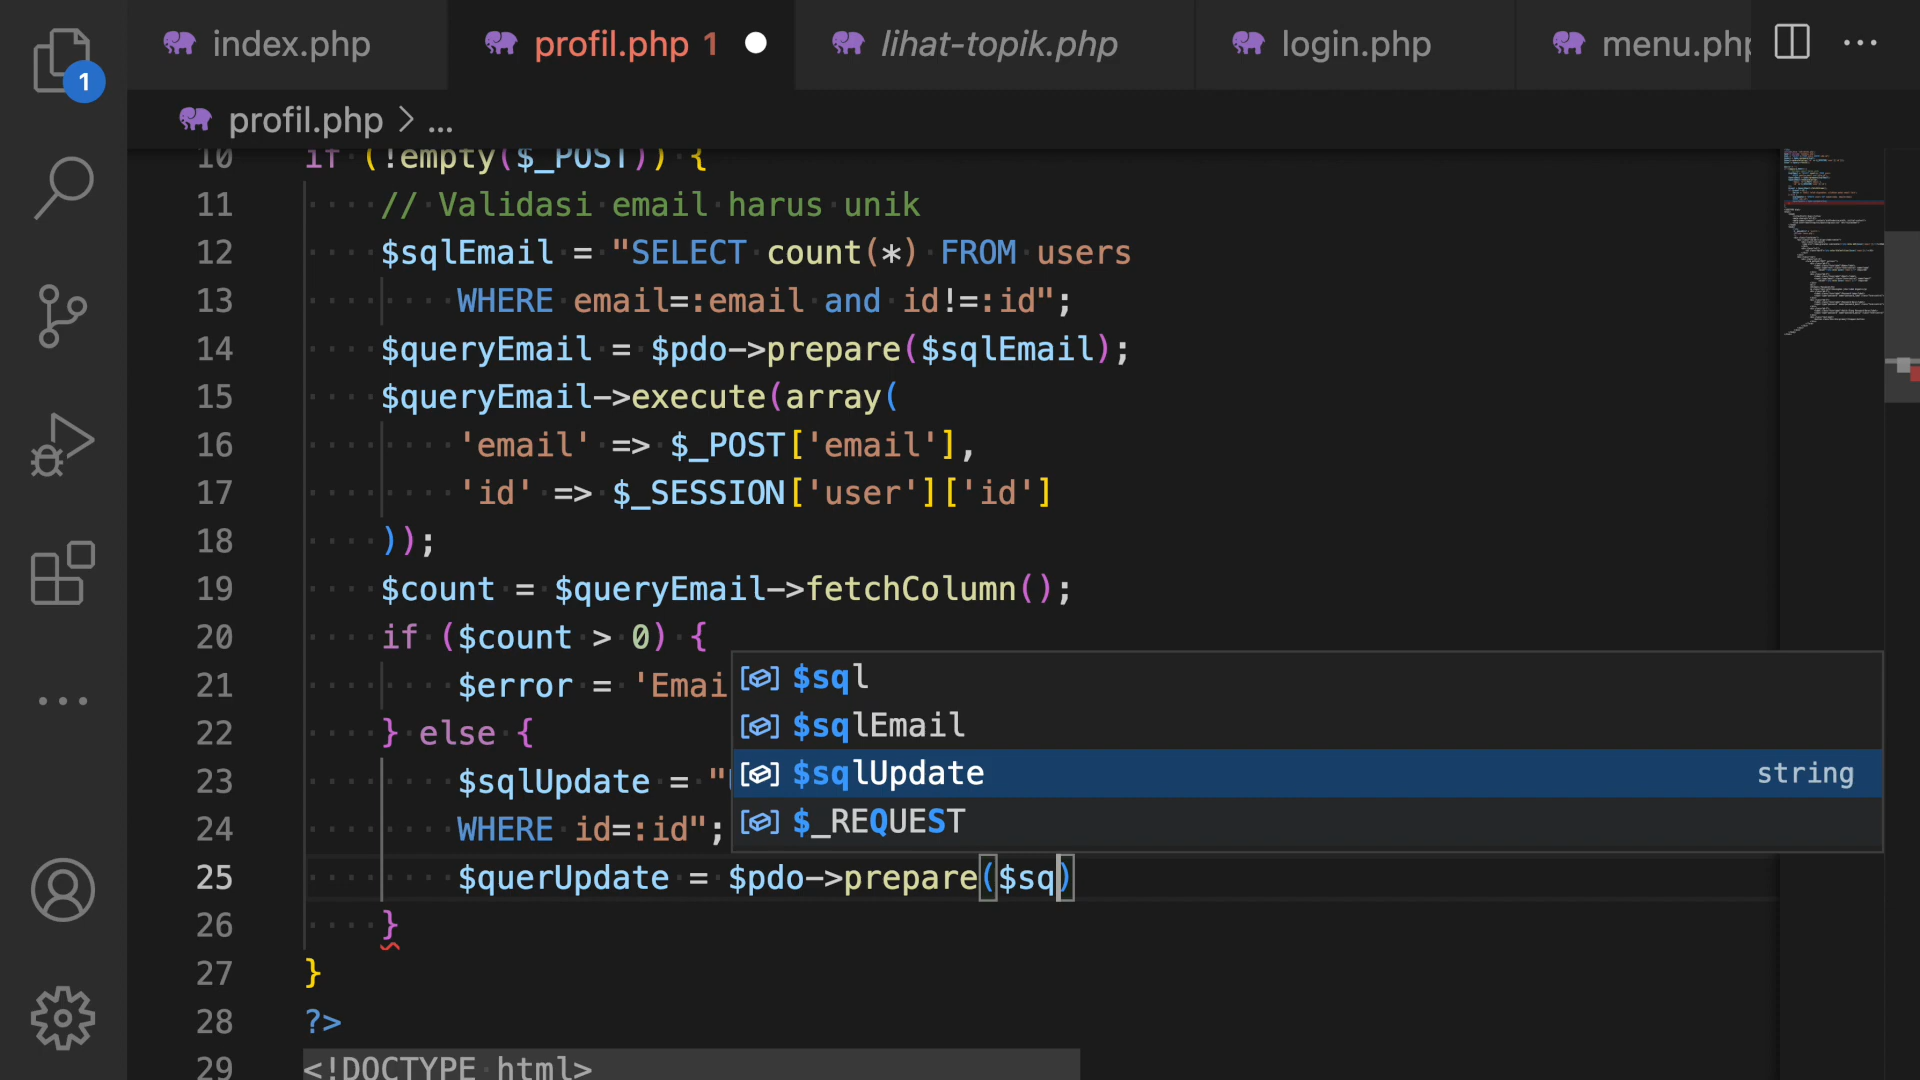 index.php
profil.php 1
lihat-topik.php
login.php
menu.php
1
profil.php > ...
10 if (!empty($_POST)) {
11 // Validasi email harus unik
12 $sqlEmail = "SELECT count(*) FROM users
13 WHERE email=:email and id!=:id";
14 $queryEmail = $pdo->prepare($sqlEmail);
15 $queryEmail->execute(array(
16 'email' => $_POST['email'],
17 'id' => $_SESSION['user']['id']
18 ));
19 $count = $queryEmail->fetchColumn();
20 if ($count > 0) {
21 $error = 'Emai
22 } else {
23 $sqlUpdate = "
24 WHERE id=:id";
25 $querUpdate = $pdo->prepare($sq)
26 }
27 }
28 ?>
29 <!DOCTYPE html>
$sql
$sqlEmail
$sqlUpdate string
$_REQUEST